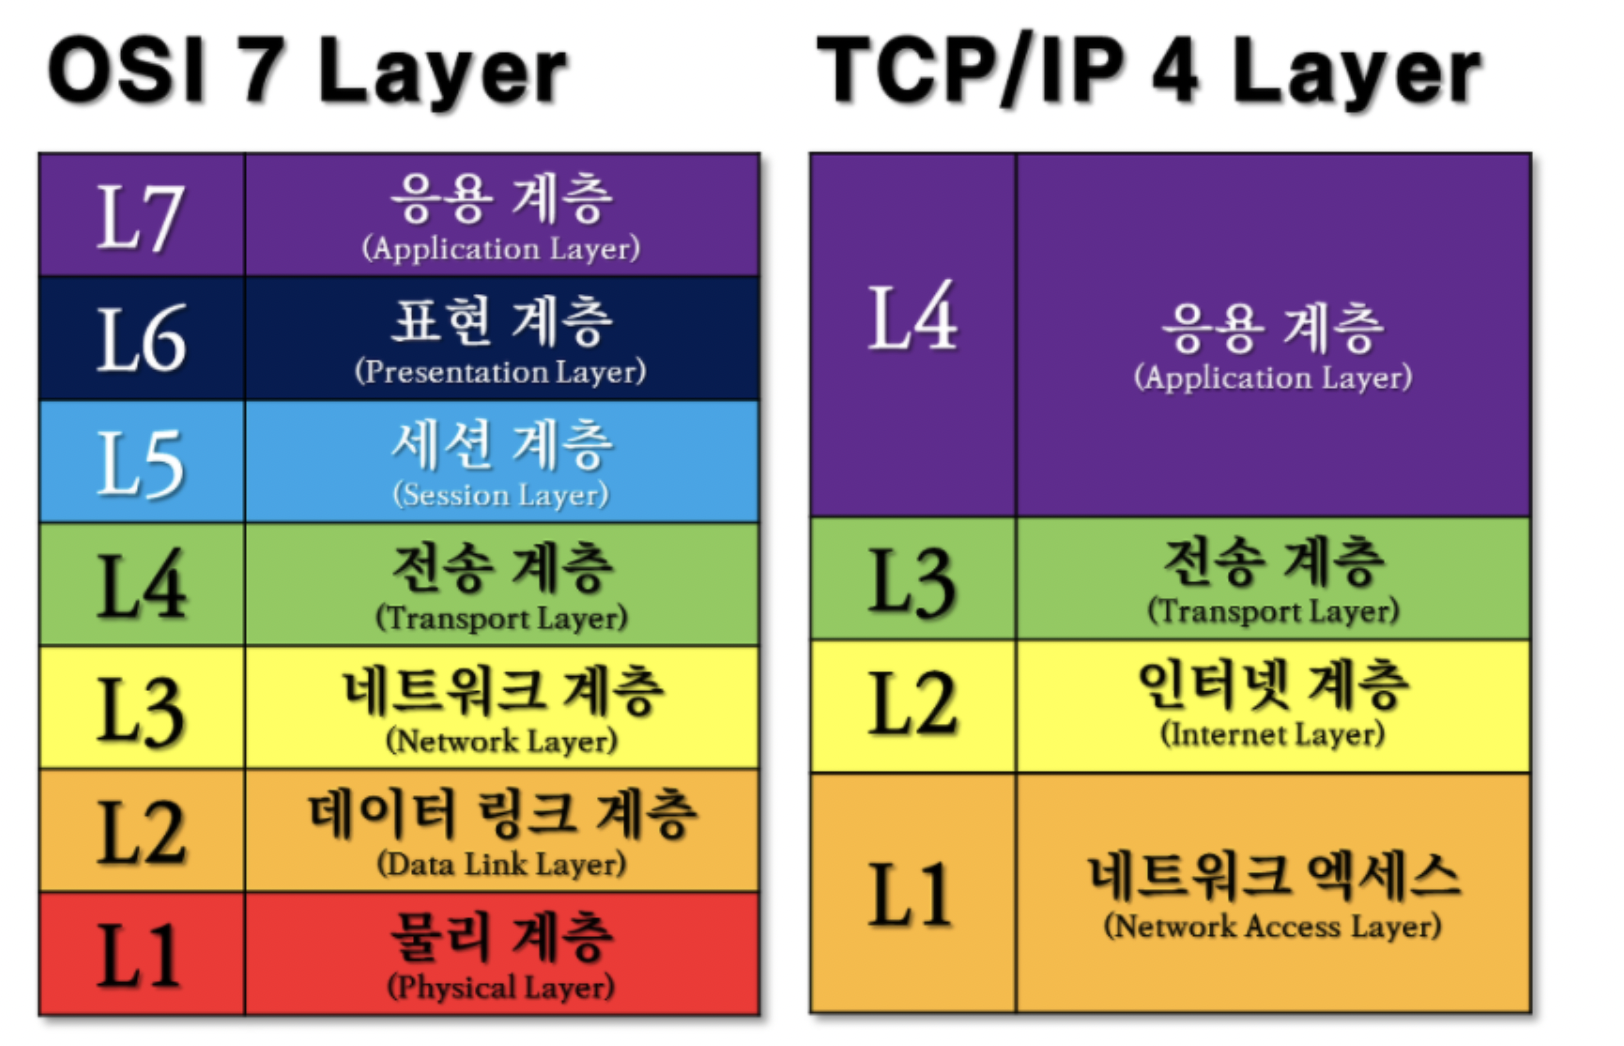 OSI 7 Layer
L7
응용 계층
(Application Layer)
L6
표현 계층
(Presentation Layer)
L5
세션 계층
(Session Layer)
L4
전송 계층
(Transport Layer)
L3
네트워크 계층
(Network Layer)
L2
데이터 링크 계층
(Data Link Layer)
L1
물리 계층
(Physical Layer)
TCP/IP 4 Layer
L4
응용 계층
(Application Layer)
L3
전송 계층
(Transport Layer)
L2
인터넷 계층
(Internet Layer)
L1
네트워크 엑세스
(Network Access Layer)